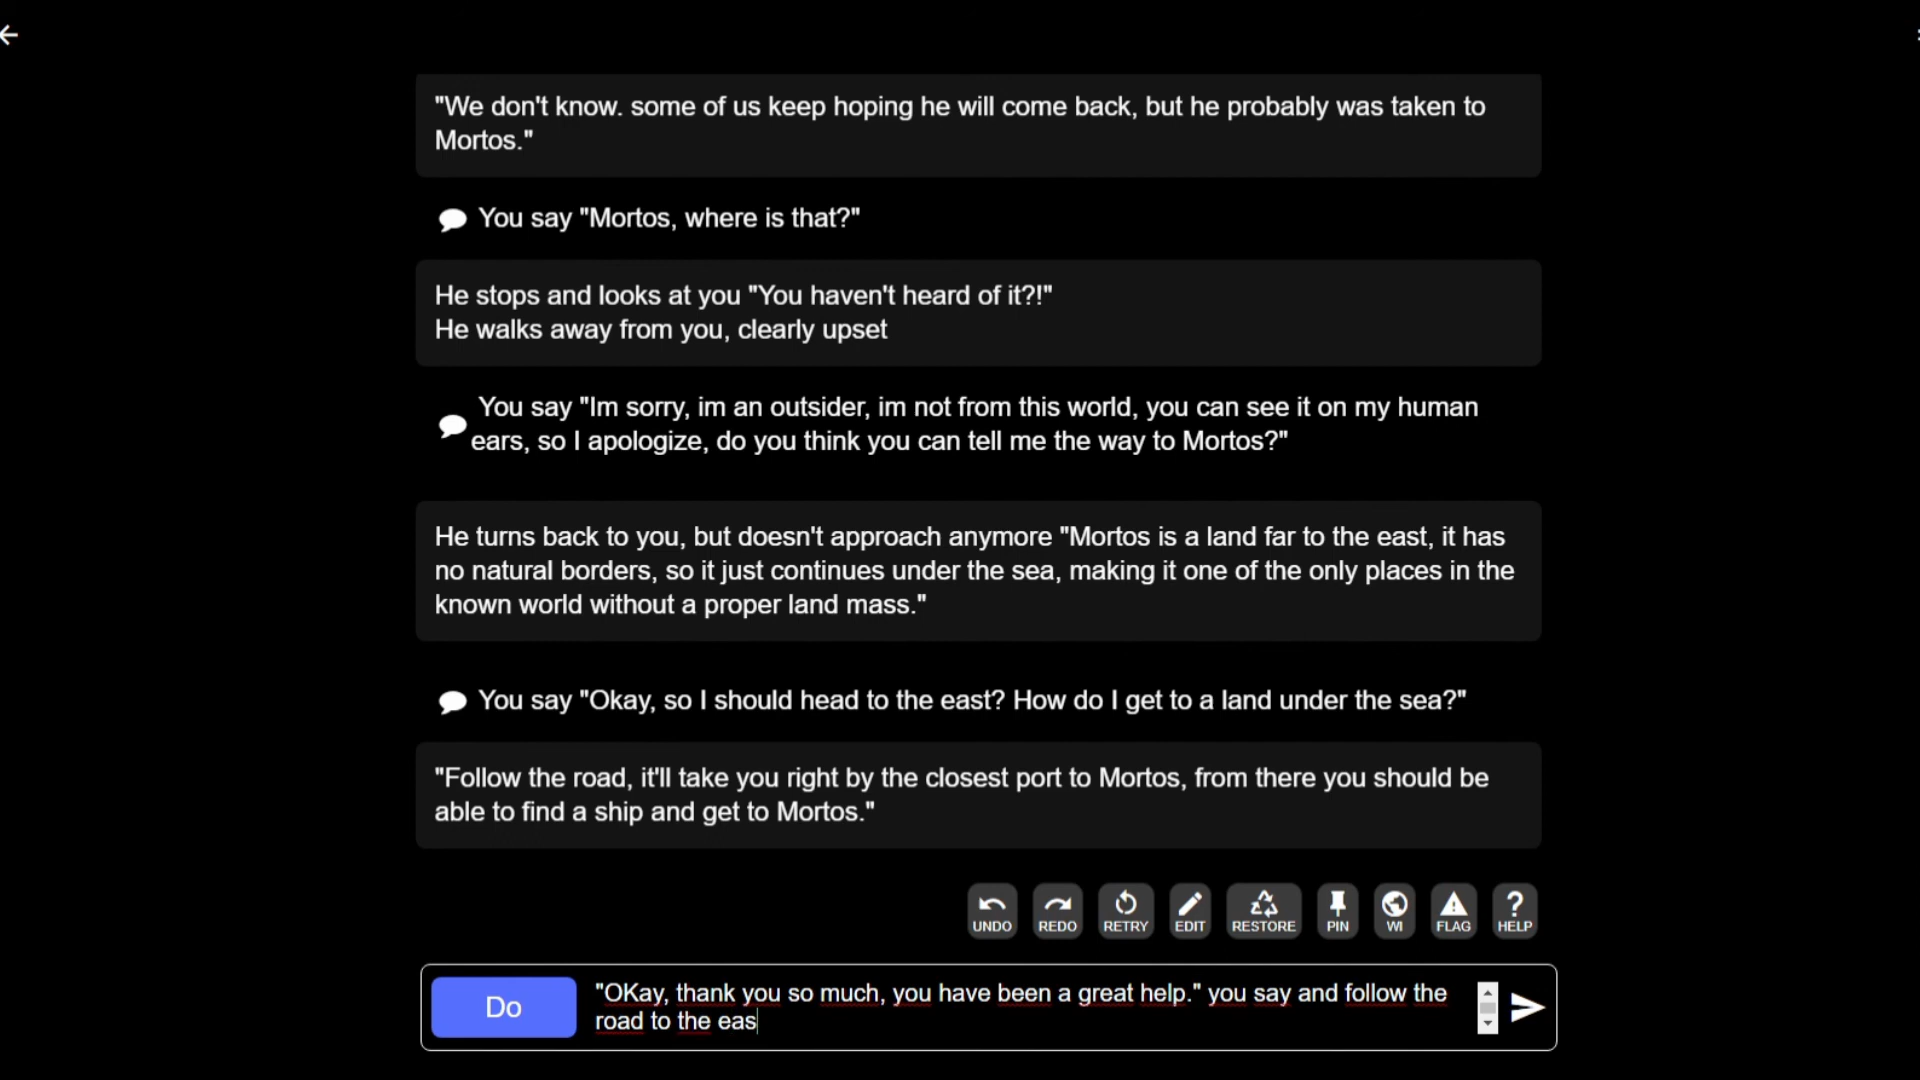 "We don't know. some of us keep hoping he will come back, but he probably was taken to
Mortos."
You say "Mortos, where is that?"
He stops and looks at you "You haven't heard of it?!"
He walks away from you, clearly upset
You say "Im sorry, im an outsider, im not from this world, you can see it on my human
ears, so I apologize, do you think you can tell me the way to Mortos?"
He turns back to you, but doesn't approach anymore "Mortos is a land far to the east, it has
no natural borders, so it just continues under the sea, making it one of the only places in the
known world without a proper land mass."
You say "Okay, so I should head to the east? How do I get to a land under the sea?"
"Follow the road, it'll take you right by the closest port to Mortos, from there you should be
able to find a ship and get to Mortos."
UNDO REDO RETRY EDIT RESTORE PIN WI FLAG HELP
Do
"OKay, thank you so much, you have been a great help." you say and follow the
road to the eas